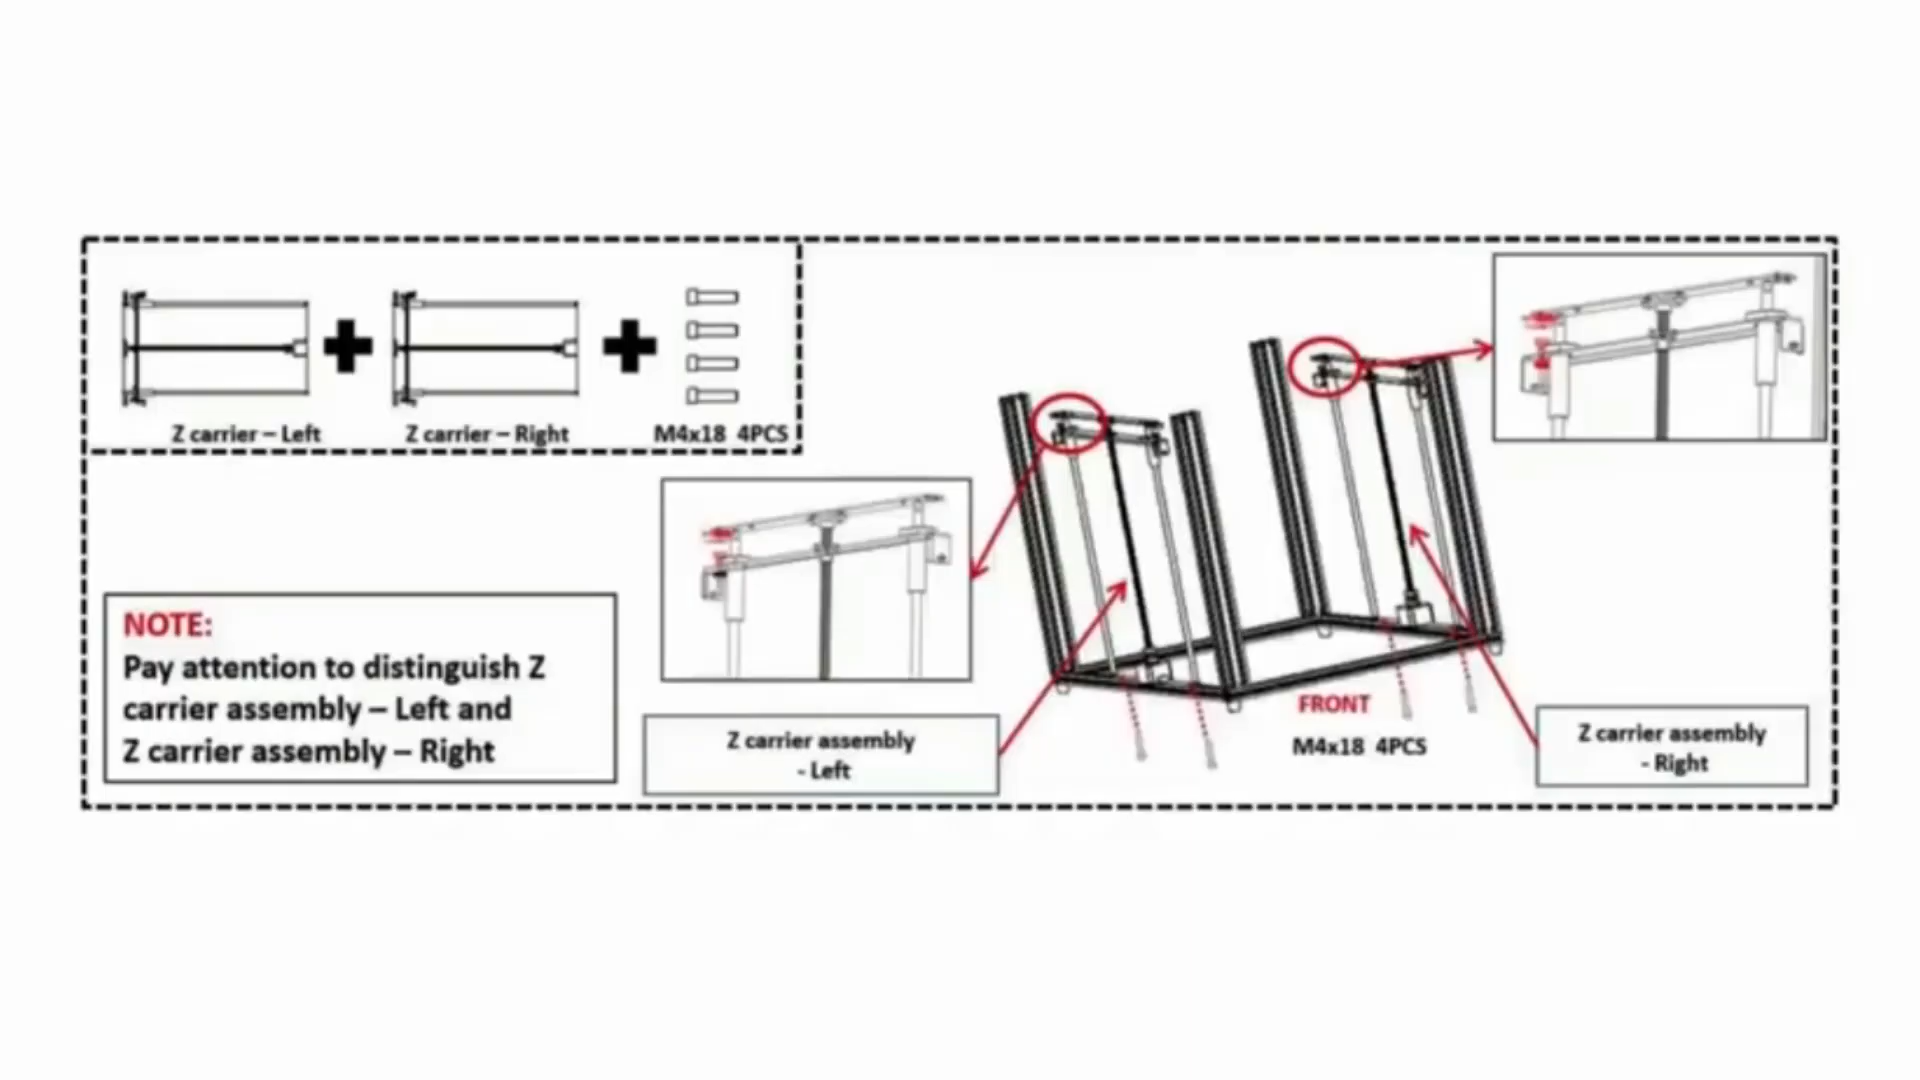 Z carrier – Left
Z carrier – Right
M4x18 4PCS
NOTE:
Pay attention to distinguish Z
carrier assembly – Left and
Z carrier assembly – Right
Z carrier assembly
- Left
FRONT
M4x18 4PCS
Z carrier assembly
- Right